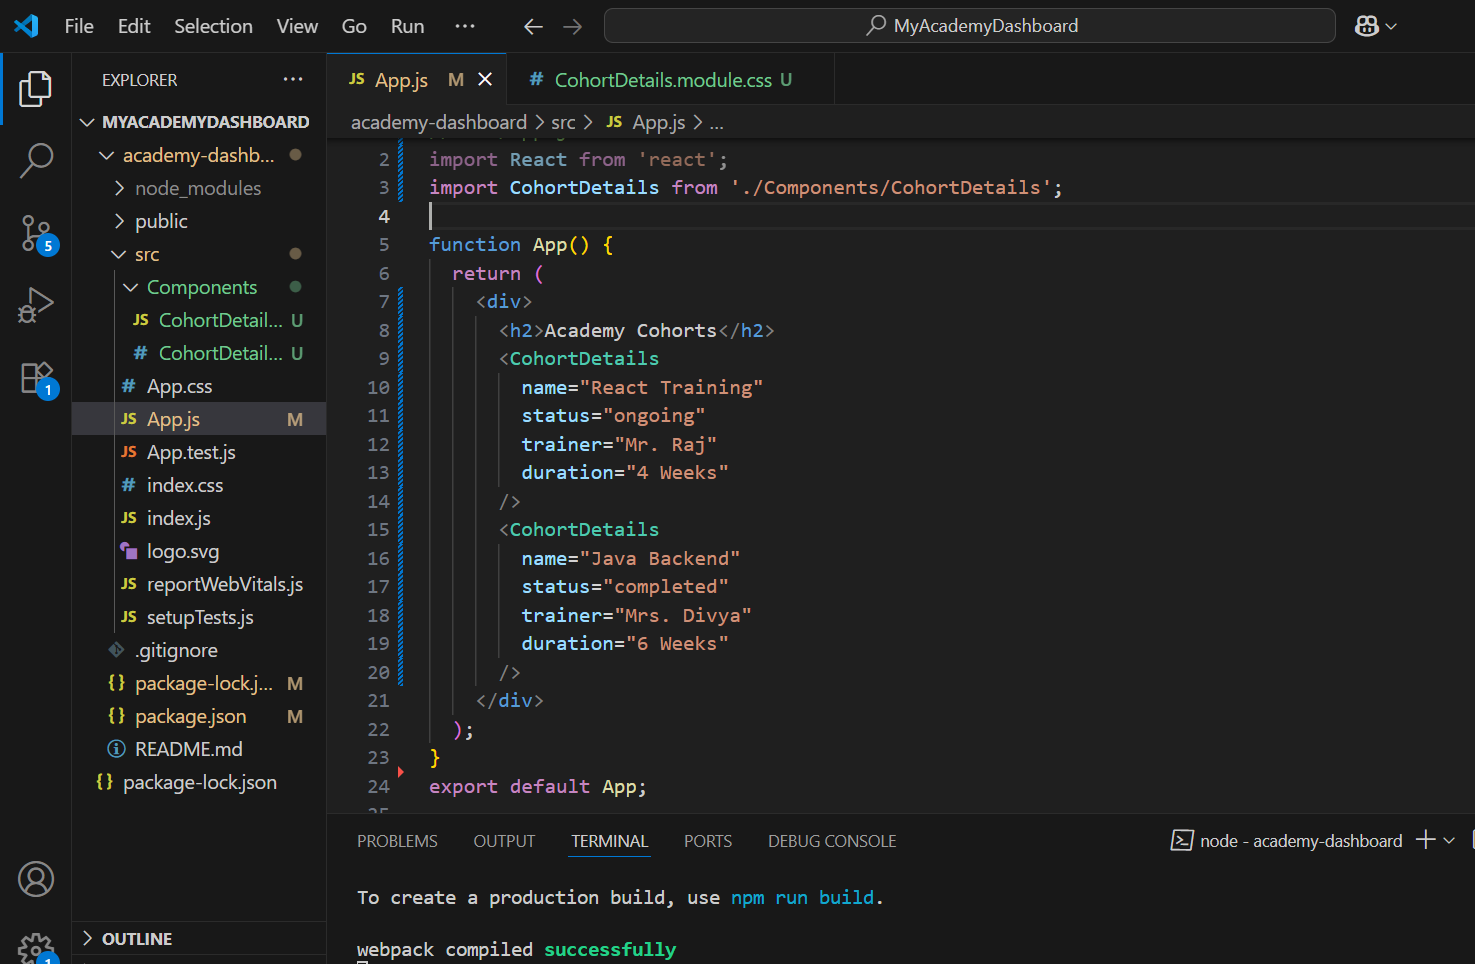 File Edit Selection View Go Run ··· ← → MyAcademyDashboard
EXPLORER ···
MYACADEMYDASHBOARD
academy-dashb...
node_modules
public
src
Components
JS CohortDetail... U
# CohortDetail... U
# App.css
JS App.js M
JS App.test.js
# index.css
JS index.js
logo.svg
JS reportWebVitals.js
JS setupTests.js
.gitignore
{} package-lock.j... M
{} package.json M
README.md
{} package-lock.json
OUTLINE
5
1
1
JS App.js M ×
# CohortDetails.module.css U
academy-dashboard > src > JS App.js > ...
2 import React from 'react';
3 import CohortDetails from './Components/CohortDetails';
4
5 function App() {
6 return (
7 <div>
8 <h2>Academy Cohorts</h2>
9 <CohortDetails
10 name="React Training"
11 status="ongoing"
12 trainer="Mr. Raj"
13 duration="4 Weeks"
14 />
15 <CohortDetails
16 name="Java Backend"
17 status="completed"
18 trainer="Mrs. Divya"
19 duration="6 Weeks"
20 />
21 </div>
22 );
23 }
24 export default App;
PROBLEMS OUTPUT TERMINAL PORTS DEBUG CONSOLE node - academy-dashboard
To create a production build, use npm run build.
webpack compiled successfully